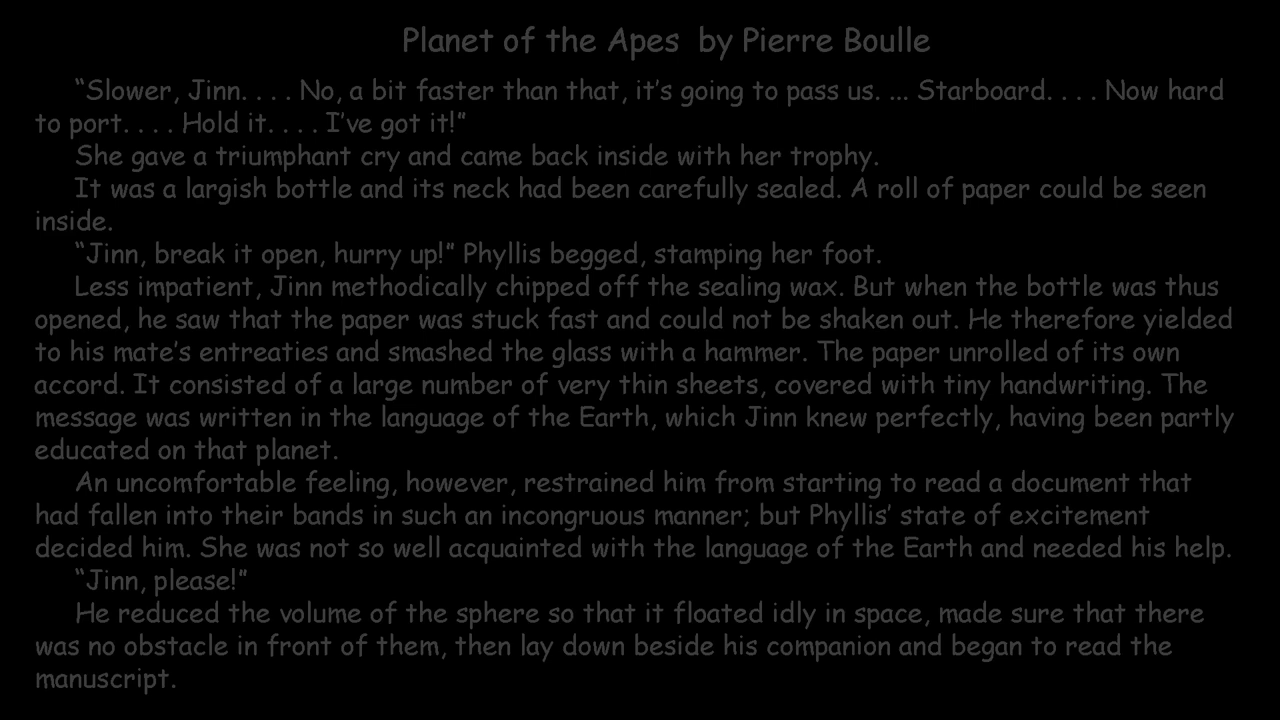 Planet of the Apes  by Pierre Boulle
“Slower, Jinn. . . . No, a bit faster than that, it’s going to pass us. ... Starboard. . . . Now hard
to port. . . . Hold it. . . . I’ve got it!”
She gave a triumphant cry and came back inside with her trophy.
It was a largish bottle and its neck had been carefully sealed. A roll of paper could be seen
inside.
“Jinn, break it open, hurry up!” Phyllis begged, stamping her foot.
Less impatient, Jinn methodically chipped off the sealing wax. But when the bottle was thus
opened, he saw that the paper was stuck fast and could not be shaken out. He therefore yielded
to his mate’s entreaties and smashed the glass with a hammer. The paper unrolled of its own
accord. It consisted of a large number of very thin sheets, covered with tiny handwriting. The
message was written in the language of the Earth, which Jinn knew perfectly, having been partly
educated on that planet.
An uncomfortable feeling, however, restrained him from starting to read a document that
had fallen into their bands in such an incongruous manner; but Phyllis’ state of excitement
decided him. She was not so well acquainted with the language of the Earth and needed his help.
“Jinn, please!”
He reduced the volume of the sphere so that it floated idly in space, made sure that there
was no obstacle in front of them, then lay down beside his companion and began to read the
manuscript.